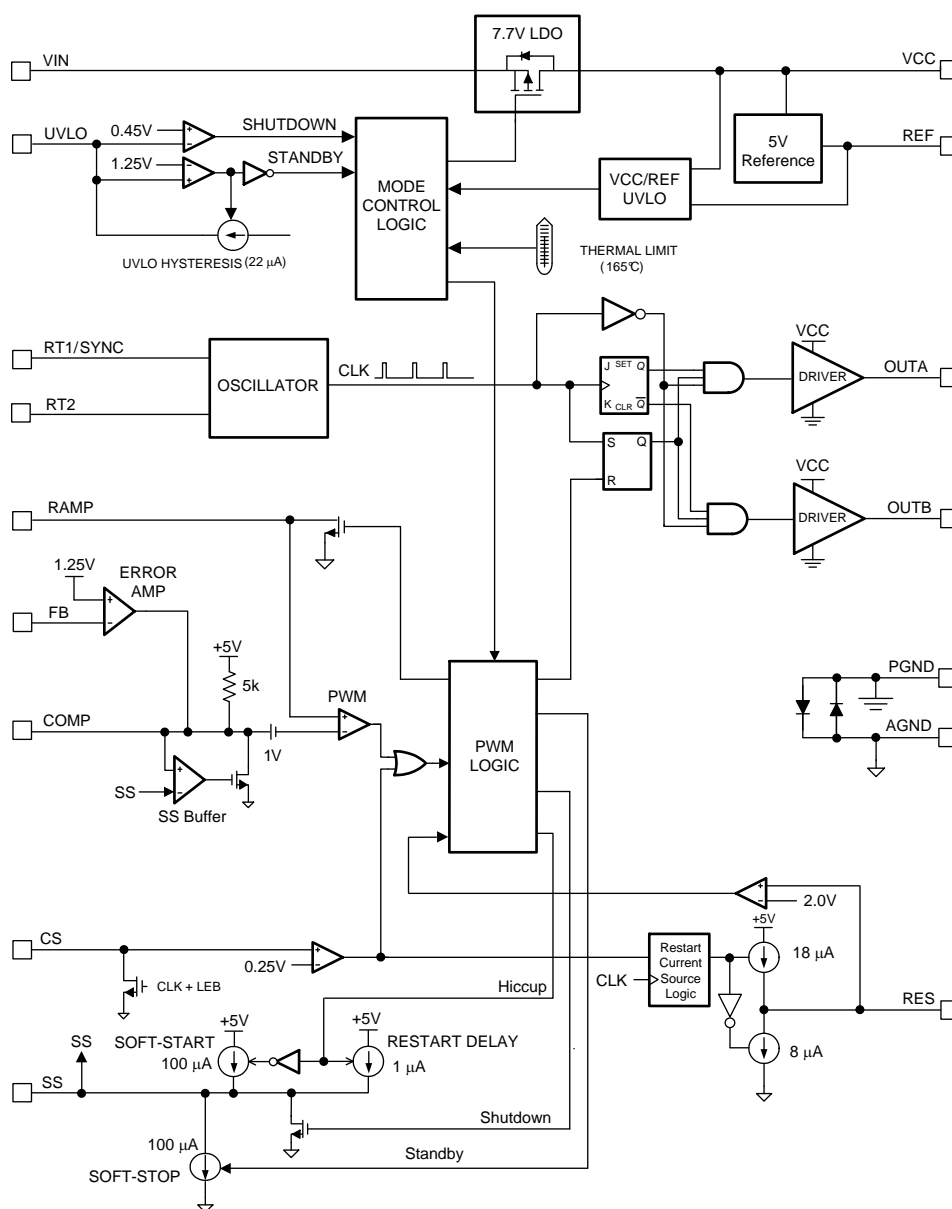 7.7V LDO
VIN
VCC
UVLO
0.45V
SHUTDOWN
1.25V
STANDBY
MODE
CONTROL
LOGIC
VCC/REF
UVLO
5V
Reference
REF
UVLO HYSTERESIS (22 µA)
THERMAL LIMIT
(165°C)
RT1/SYNC
RT2
OSCILLATOR
CLK
J SET Q
K CLR Q̅
S Q
R
VCC
DRIVER
OUTA
VCC
DRIVER
OUTB
RAMP
1.25V
ERROR
AMP
FB
+5V
5k
COMP
1V
PWM
SS
SS Buffer
PWM
LOGIC
PGND
AGND
2.0V
+5V
CS
0.25V
CLK + LEB
Restart
Current
Source
Logic
CLK
18 µA
RES
8 µA
Hiccup
SS
SOFT-START
100 µA
+5V
+5V
RESTART DELAY
1 µA
SS
Shutdown
100 µA
SOFT-STOP
Standby